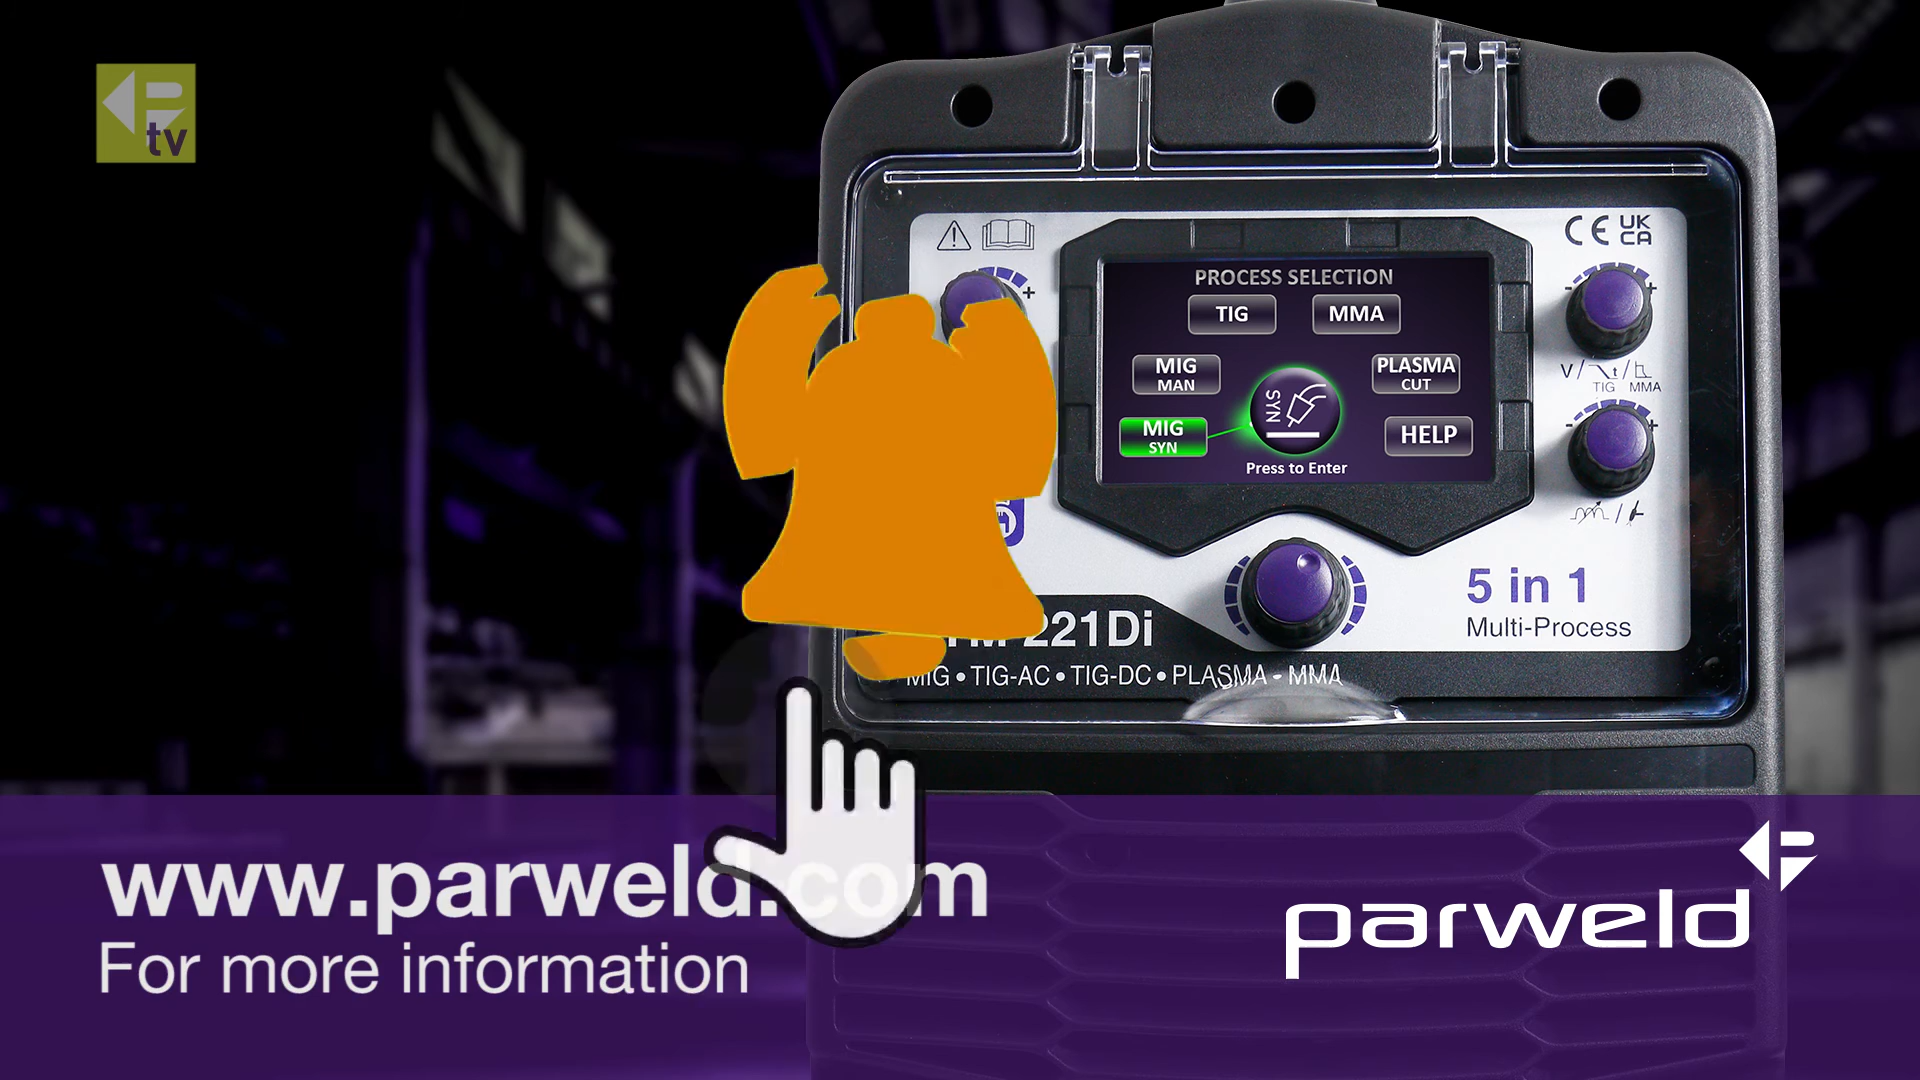 tv
CE UK
CA
+
- +
PROCESS SELECTION
TIG MMA
MIG
MAN
PLASMA
CUT
SYN
MIG
SYN
HELP
Press to Enter
V/ t /
TIG MMA
- +
5 in 1
Multi-Process
221Di
MIG • TIG-AC • TIG-DC • PLASMA - MMA
www.parweld.com
For more information
parweld